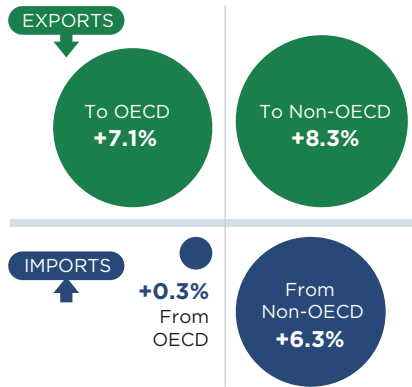 EXPORTS
To OECD
+7.1%
To Non-OECD
+8.3%
IMPORTS
+0.3%
From
OECD
From
Non-OECD
+6.3%